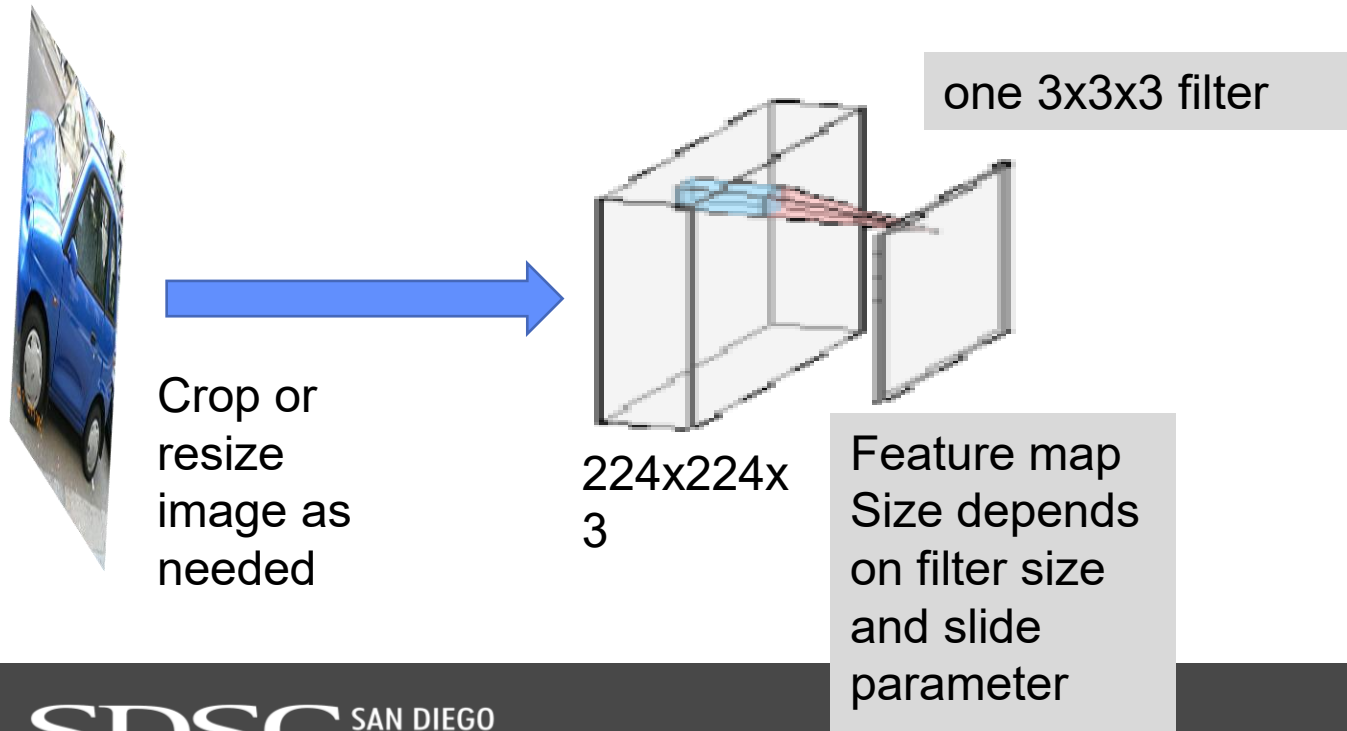 one 3x3x3 filter
Crop or
resize
image as
needed
224x224x
3
Feature map
Size depends
on filter size
and slide
parameter
SDSC SAN DIEGO